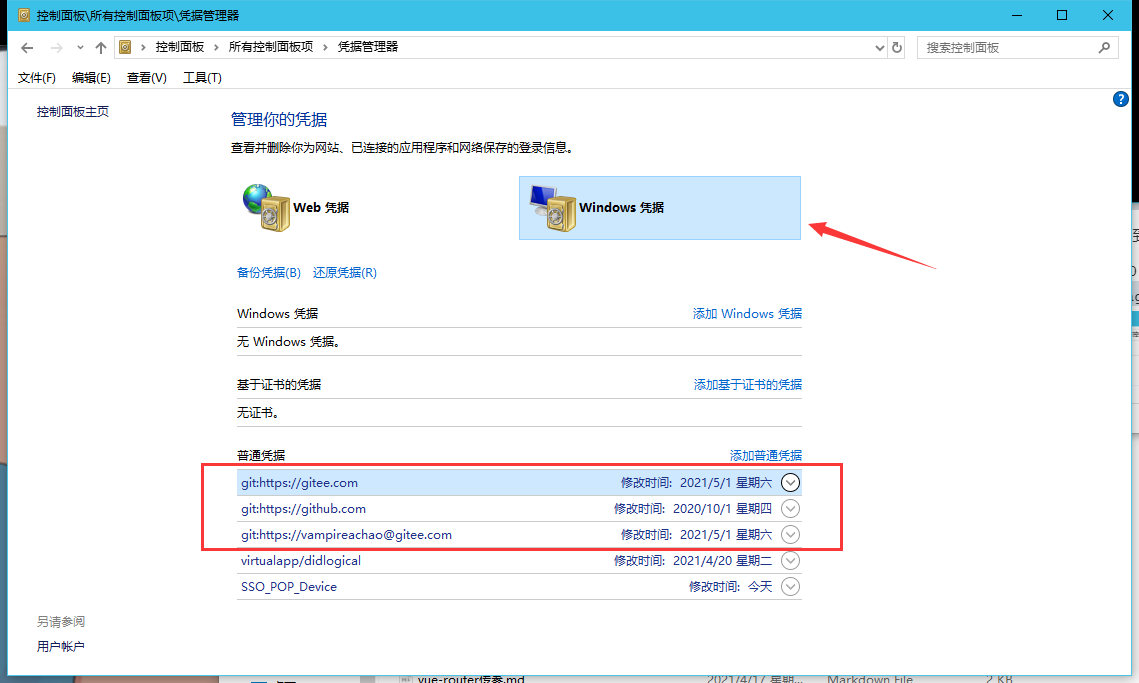 控制面板\所有控制面板项\凭据管理器
控制面板 › 所有控制面板项 › 凭据管理器
搜索控制面板
文件(F) 编辑(E) 查看(V) 工具(T)
控制面板主页
?
管理你的凭据
查看并删除你为网站、已连接的应用程序和网络保存的登录信息。
Web 凭据
Windows 凭据
备份凭据(B) 还原凭据(R)
Windows 凭据 添加 Windows 凭据
无 Windows 凭据。
基于证书的凭据 添加基于证书的凭据
无证书。
普通凭据 添加普通凭据
git:https://gitee.com 修改时间: 2021/5/1 星期六
git:https://github.com 修改时间: 2020/10/1 星期四
git:https://vampireachao@gitee.com 修改时间: 2021/5/1 星期六
virtualapp/didlogical 修改时间: 2021/4/20 星期二
SSO_POP_Device 修改时间: 今天
另请参阅
用户帐户
vue-router传参.md 2021/4/17 星期... Markdown File 2 KB